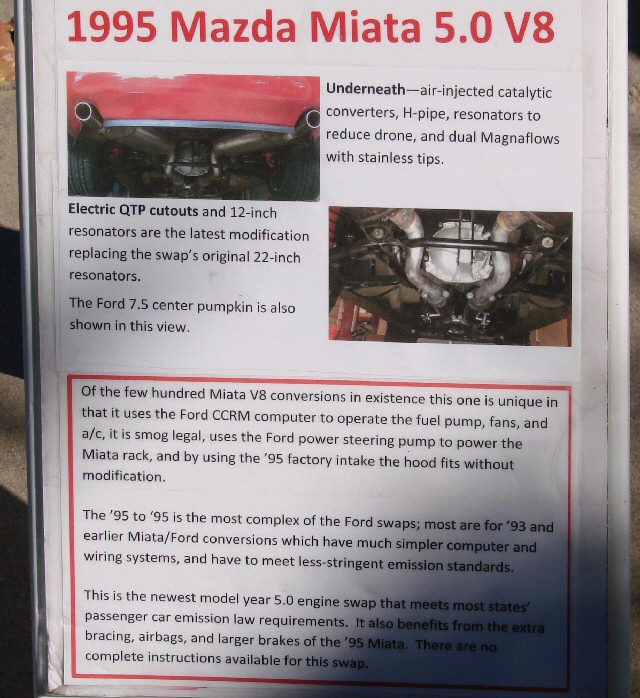 1995 Mazda Miata 5.0 V8
Underneath—air-injected catalytic
converters, H-pipe, resonators to
reduce drone, and dual Magnaflows
with stainless tips.
Electric QTP cutouts and 12-inch
resonators are the latest modification
replacing the swap's original 22-inch
resonators.
The Ford 7.5 center pumpkin is also
shown in this view.
Of the few hundred Miata V8 conversions in existence this one is unique in
that it uses the Ford CCRM computer to operate the fuel pump, fans, and
a/c, it is smog legal, uses the Ford power steering pump to power the
Miata rack, and by using the '95 factory intake the hood fits without
modification.
The '95 to '95 is the most complex of the Ford swaps; most are for '93 and
earlier Miata/Ford conversions which have much simpler computer and
wiring systems, and have to meet less-stringent emission standards.
This is the newest model year 5.0 engine swap that meets most states'
passenger car emission law requirements.  It also benefits from the extra
bracing, airbags, and larger brakes of the '95 Miata.  There are no
complete instructions available for this swap.